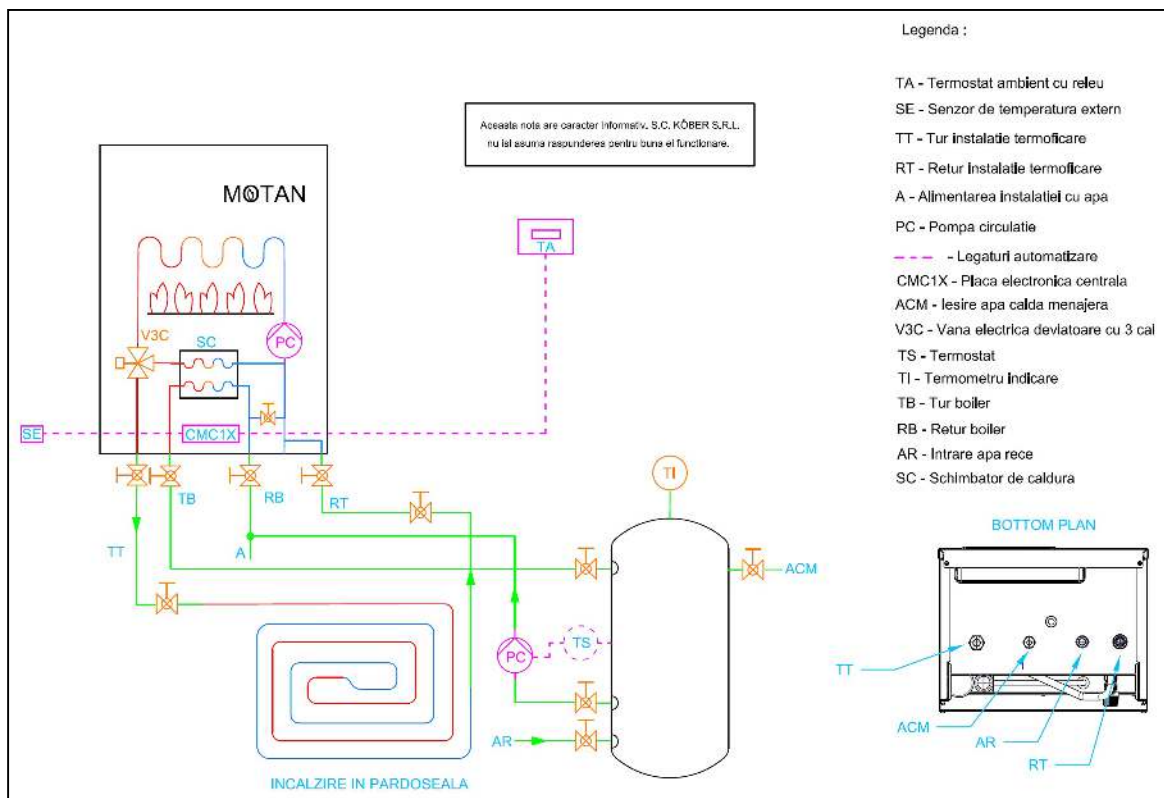 Legenda :
TA - Termostat ambient cu releu
SE - Senzor de temperatura extern
TT - Tur instalatie termoficare
RT - Retur instalatie termoficare
A - Alimentarea instalatiei cu apa
PC - Pompa circulatie
- Legaturi automatizare
CMC1X - Placa electronica centrala
ACM - Iesire apa calda menajera
V3C - Vana electrica deviatoare cu 3 cai
TS - Termostat
TI - Termometru indicare
TB - Tur boiler
RB - Retur boiler
AR - Intrare apa rece
SC - Schimbator de caldura
Aceasta nota are caracter informativ. S.C. KÖBER S.R.L.
nu isi asuma raspunderea pentru buna ei functionare.
MOTAN
TA
V3C
SC
PC
SE
CMC1X
TB
RB
RT
TI
TT
A
ACM
PC
TS
AR
INCALZIRE IN PARDOSEALA
BOTTOM PLAN
TT
ACM
AR
RT